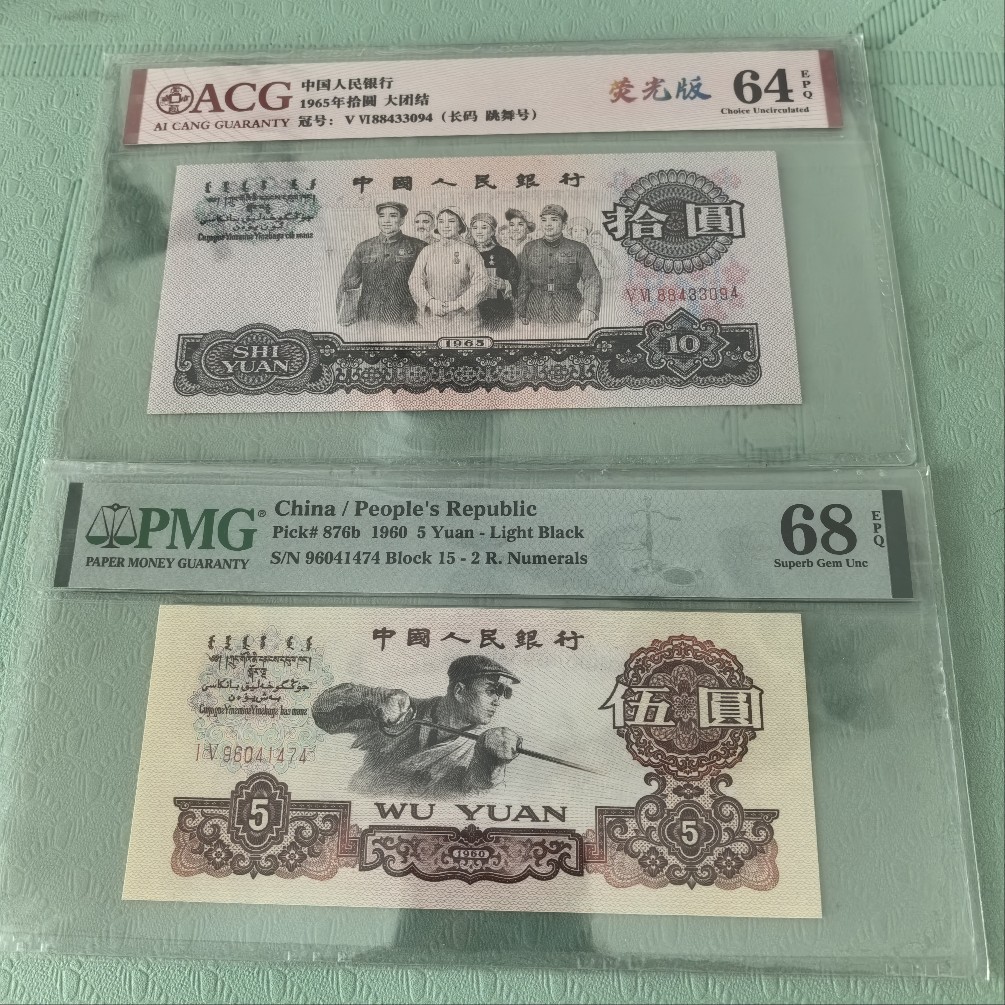 ACG
AI CANG GUARANTY
中国人民银行
1965年拾圆 大团结
冠号: V VI88433094 (长码 跳舞号)
荧光版
64
EPQ
Choice Uncirculated
中國人民銀行
拾圓
V VI 88433094
1965
SHI
YUAN
10
PMG®
PAPER MONEY GUARANTY
China / People's Republic
Pick# 876b 1960 5 Yuan - Light Black
S/N 96041474 Block 15 - 2 R. Numerals
68
EPQ
Superb Gem Unc
中國人民銀行
伍圓
I V 96041474
5
WU YUAN
1960
5